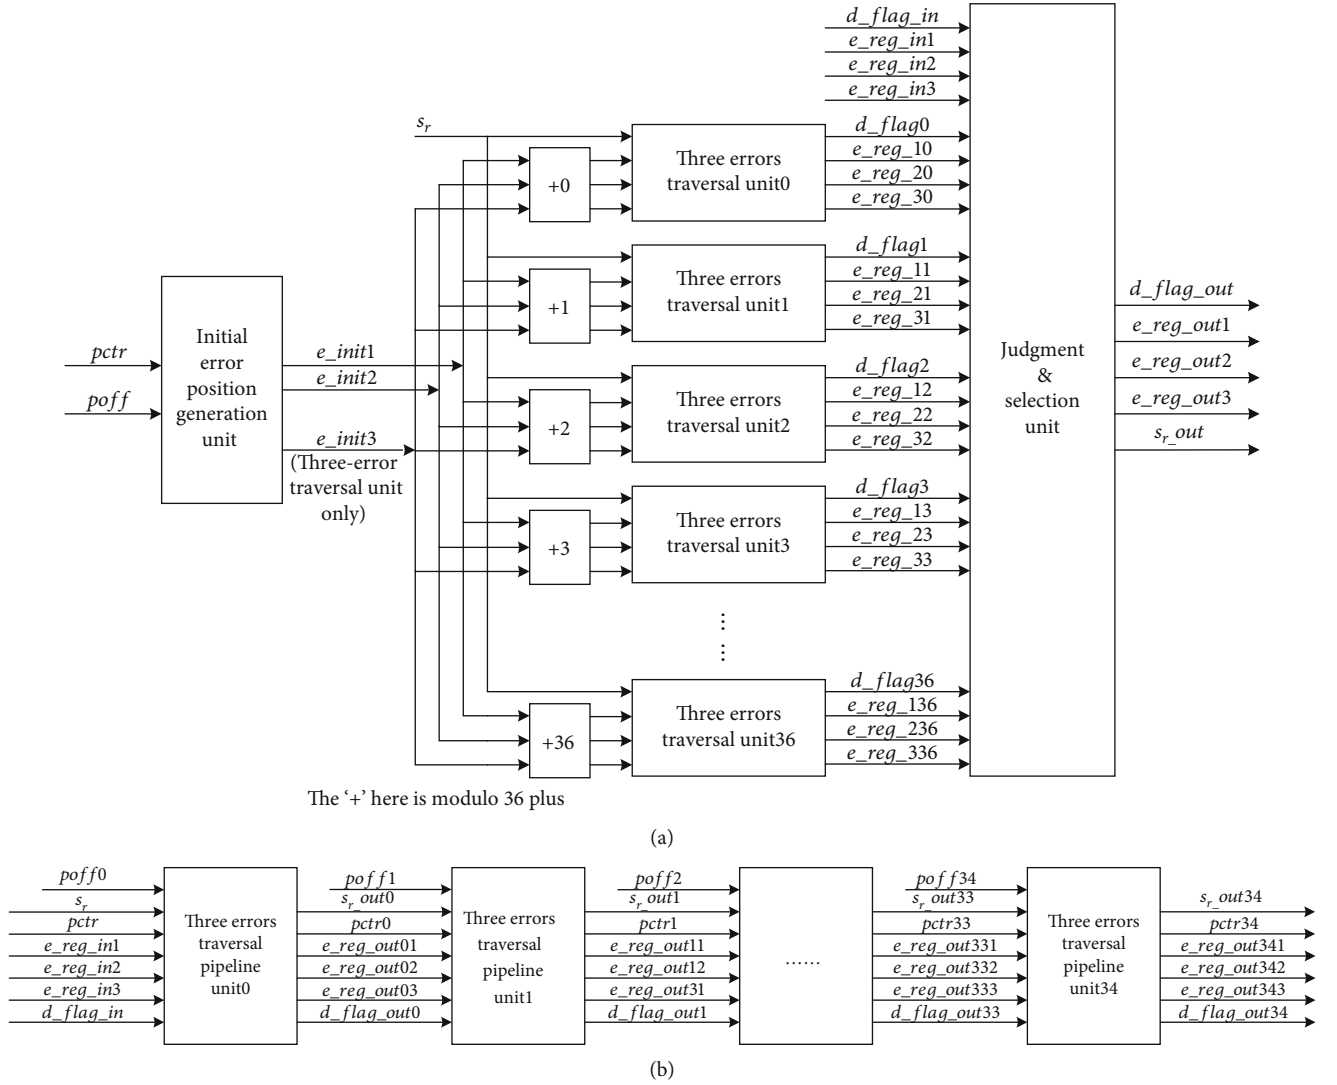 d_flag_in
e_reg_in1
e_reg_in2
e_reg_in3
s_r
+0
Three errors
traversal unit0
d_flag0
e_reg_10
e_reg_20
e_reg_30
+1
Three errors
traversal unit1
d_flag1
e_reg_11
e_reg_21
e_reg_31
pctr
poff
Initial
error
position
generation
unit
e_init1
e_init2
e_init3
(Three-error
traversal unit
only)
+2
Three errors
traversal unit2
d_flag2
e_reg_12
e_reg_22
e_reg_32
+3
Three errors
traversal unit3
d_flag3
e_reg_13
e_reg_23
e_reg_33
⋮
⋮
+36
Three errors
traversal unit36
d_flag36
e_reg_136
e_reg_236
e_reg_336
Judgment
&
selection
unit
d_flag_out
e_reg_out1
e_reg_out2
e_reg_out3
s_r_out
The ‘+’ here is modulo 36 plus
(a)
poff0
s_r
pctr
e_reg_in1
e_reg_in2
e_reg_in3
d_flag_in
Three errors
traversal
pipeline
unit0
poff1
s_r_out0
pctr0
e_reg_out01
e_reg_out02
e_reg_out03
d_flag_out0
Three errors
traversal
pipeline
unit1
poff2
s_r_out1
pctr1
e_reg_out11
e_reg_out12
e_reg_out31
d_flag_out1
......
poff34
s_r_out33
pctr33
e_reg_out331
e_reg_out332
e_reg_out333
d_flag_out33
Three errors
traversal
pipeline
unit34
s_r_out34
pctr34
e_reg_out341
e_reg_out342
e_reg_out343
d_flag_out34
(b)